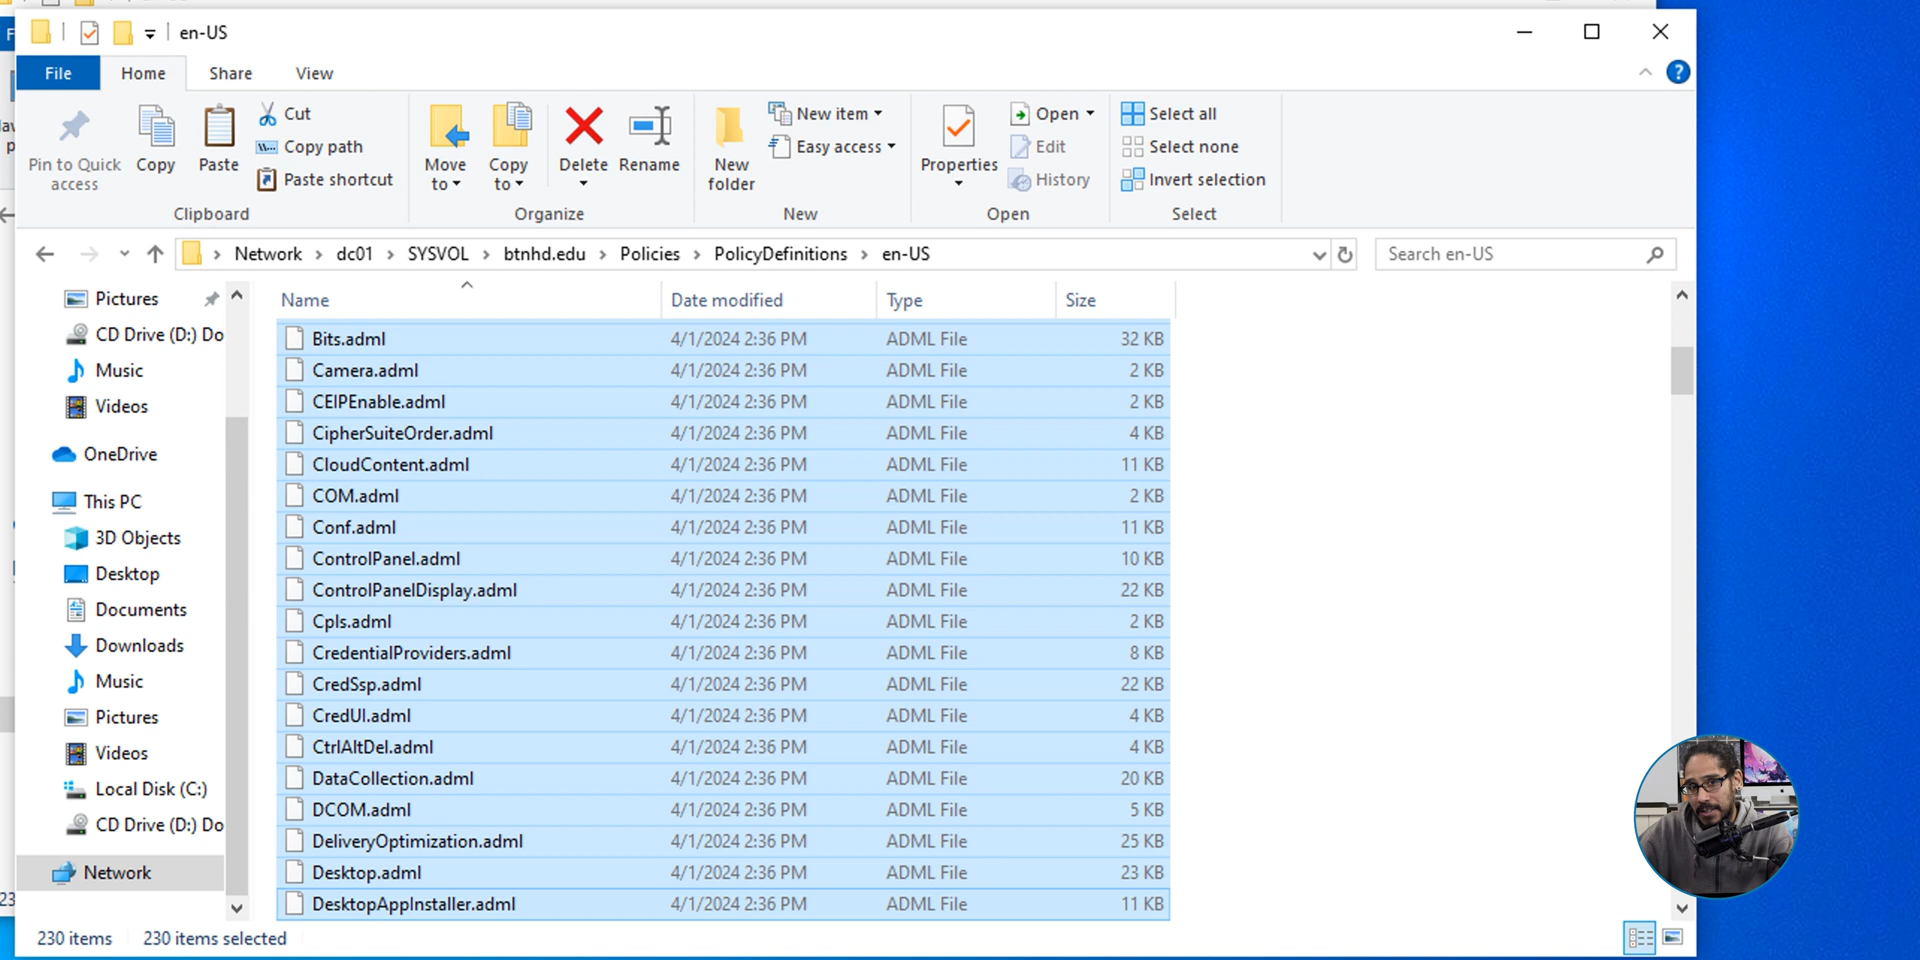 en-US
File Home Share View
Pin to Quick access
Copy
Paste
Cut
Copy path
Paste shortcut
Clipboard
Move to
Copy to
Delete
Rename
Organize
New folder
New item
Easy access
New
Properties
Open
Edit
History
Open
Select all
Select none
Invert selection
Select
Network › dc01 › SYSVOL › btnhd.edu › Policies › PolicyDefinitions › en-US
Search en-US
Pictures
CD Drive (D:) Do
Music
Videos
OneDrive
This PC
3D Objects
Desktop
Documents
Downloads
Music
Pictures
Videos
Local Disk (C:)
CD Drive (D:) Do
Network
Name Date modified Type Size
Bits.adml 4/1/2024 2:36 PM ADML File 32 KB
Camera.adml 4/1/2024 2:36 PM ADML File 2 KB
CEIPEnable.adml 4/1/2024 2:36 PM ADML File 2 KB
CipherSuiteOrder.adml 4/1/2024 2:36 PM ADML File 4 KB
CloudContent.adml 4/1/2024 2:36 PM ADML File 11 KB
COM.adml 4/1/2024 2:36 PM ADML File 2 KB
Conf.adml 4/1/2024 2:36 PM ADML File 11 KB
ControlPanel.adml 4/1/2024 2:36 PM ADML File 10 KB
ControlPanelDisplay.adml 4/1/2024 2:36 PM ADML File 22 KB
Cpls.adml 4/1/2024 2:36 PM ADML File 2 KB
CredentialProviders.adml 4/1/2024 2:36 PM ADML File 8 KB
CredSsp.adml 4/1/2024 2:36 PM ADML File 22 KB
CredUI.adml 4/1/2024 2:36 PM ADML File 4 KB
CtrlAltDel.adml 4/1/2024 2:36 PM ADML File 4 KB
DataCollection.adml 4/1/2024 2:36 PM ADML File 20 KB
DCOM.adml 4/1/2024 2:36 PM ADML File 5 KB
DeliveryOptimization.adml 4/1/2024 2:36 PM ADML File 25 KB
Desktop.adml 4/1/2024 2:36 PM ADML File 23 KB
DesktopAppInstaller.adml 4/1/2024 2:36 PM ADML File 11 KB
230 items 230 items selected